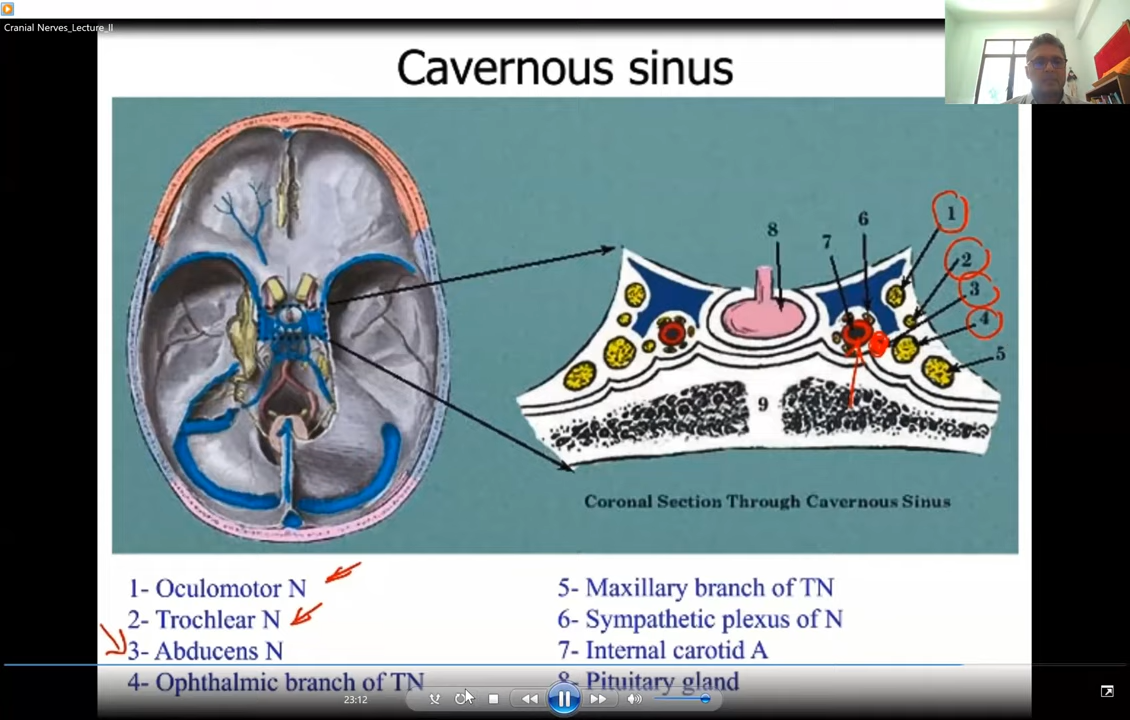 Cranial Nerves_Lecture_II
Cavernous sinus
1
2
3
4
5
6
7
8
9
Coronal Section Through Cavernous Sinus
1- Oculomotor N
2- Trochlear N
3- Abducens N
4- Ophthalmic branch of TN
5- Maxillary branch of TN
6- Sympathetic plexus of N
7- Internal carotid A
8- Pituitary gland
23:12